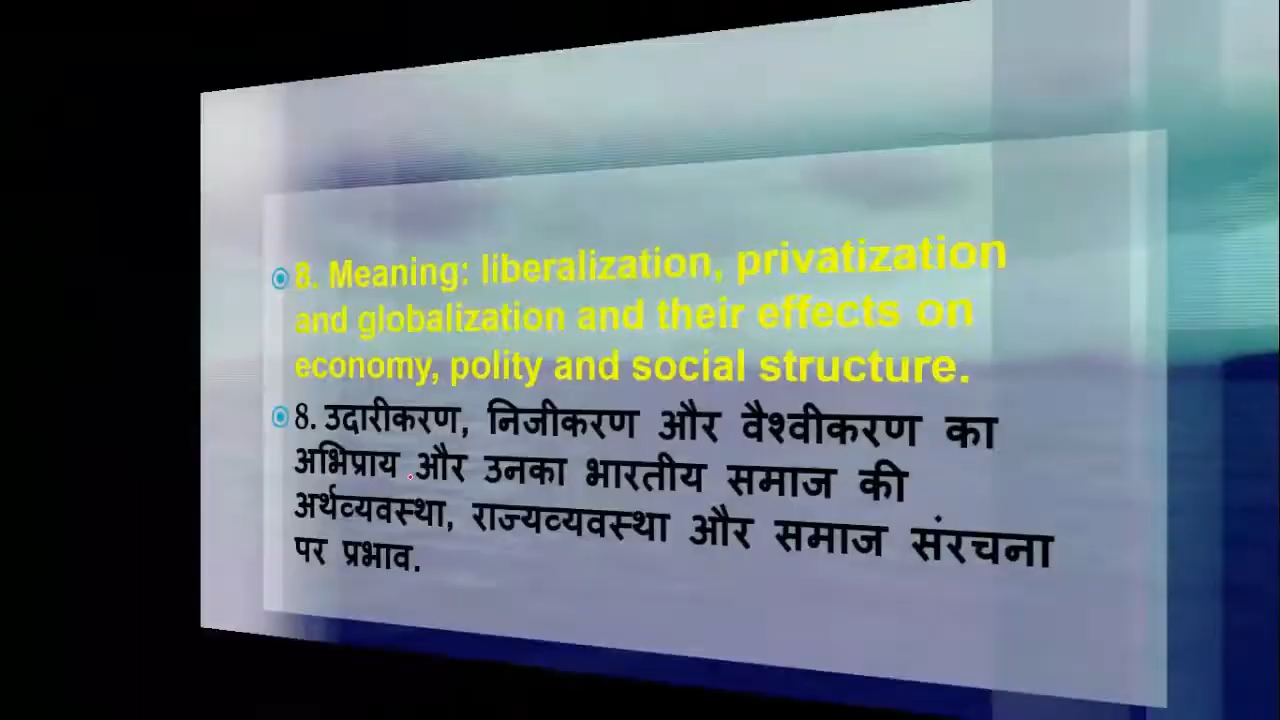 8. Meaning: liberalization, privatization
and globalization and their effects on
economy, polity and social structure.
8. उदारीकरण, निजीकरण और वैश्वीकरण का
अभिप्राय और उनका भारतीय समाज की
अर्थव्यवस्था, राज्यव्यवस्था और समाज संरचना
पर प्रभाव.